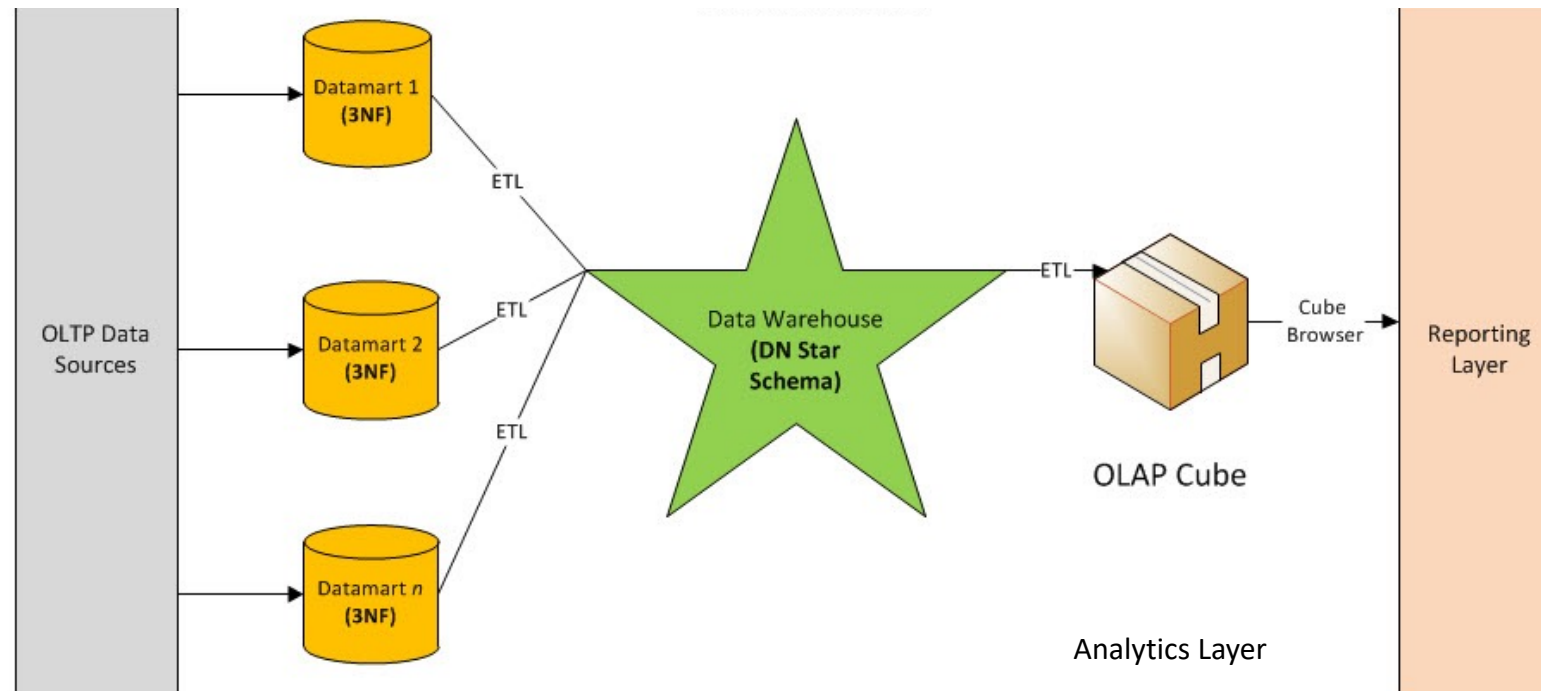 OLTP Data
Sources
Datamart 1
(3NF)
ETL
Datamart 2
(3NF)
ETL
Datamart n
(3NF)
ETL
Data Warehouse
(DN Star
Schema)
ETL
OLAP Cube
Cube
Browser
Reporting
Layer
Analytics Layer